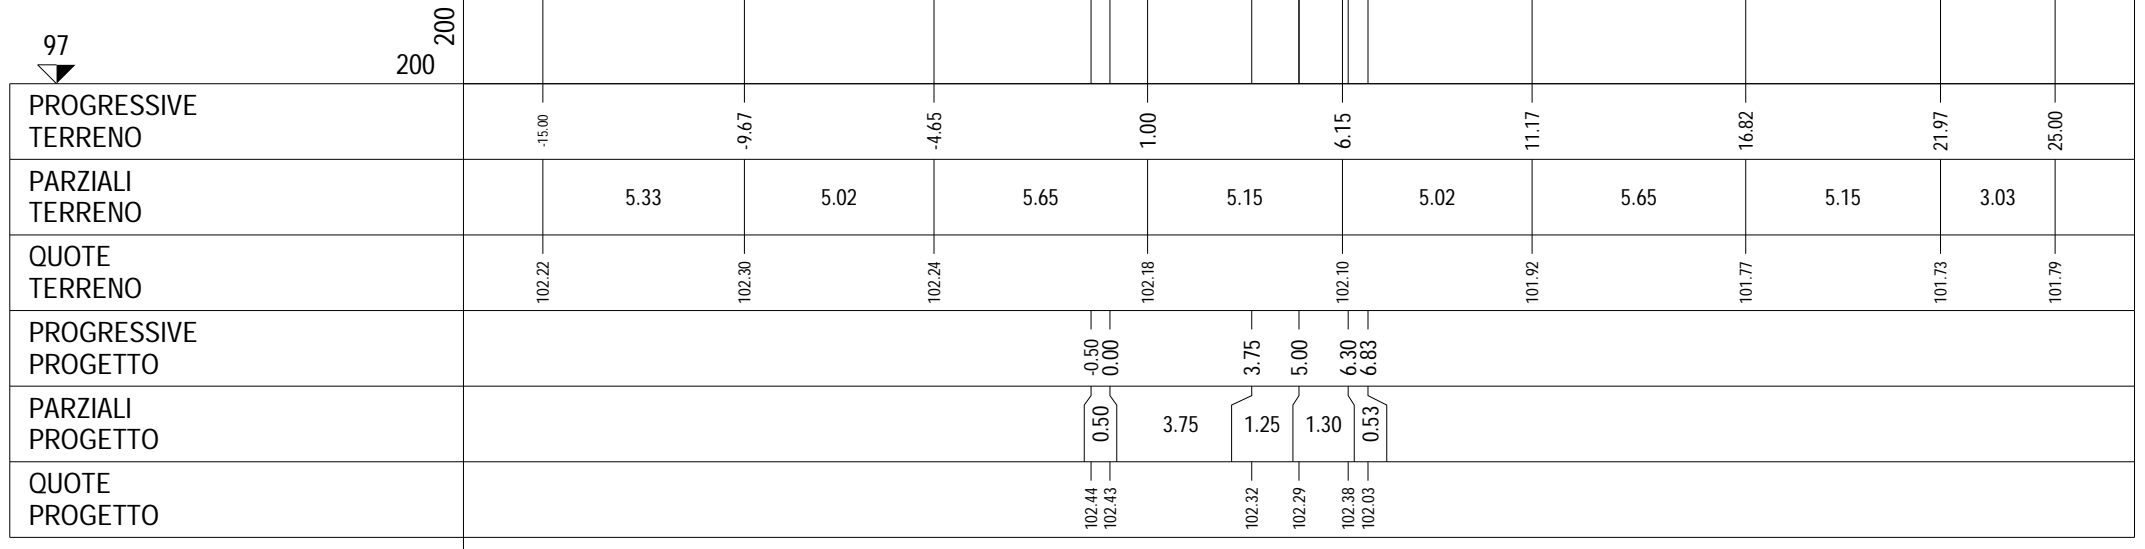 97
200
200
PROGRESSIVE
TERRENO
-15.00 -9.67 -4.65 1.00 6.15 11.17 16.82 21.97 25.00
PARZIALI
TERRENO
5.33 5.02 5.65 5.15 5.02 5.65 5.15 3.03
QUOTE
TERRENO
102.22 102.30 102.24 102.18 102.10 101.92 101.77 101.73 101.79
PROGRESSIVE
PROGETTO
-0.50 0.00 3.75 5.00 6.30 6.83
PARZIALI
PROGETTO
0.50 3.75 1.25 1.30 0.53
QUOTE
PROGETTO
102.44 102.43 102.32 102.29 102.38 102.03